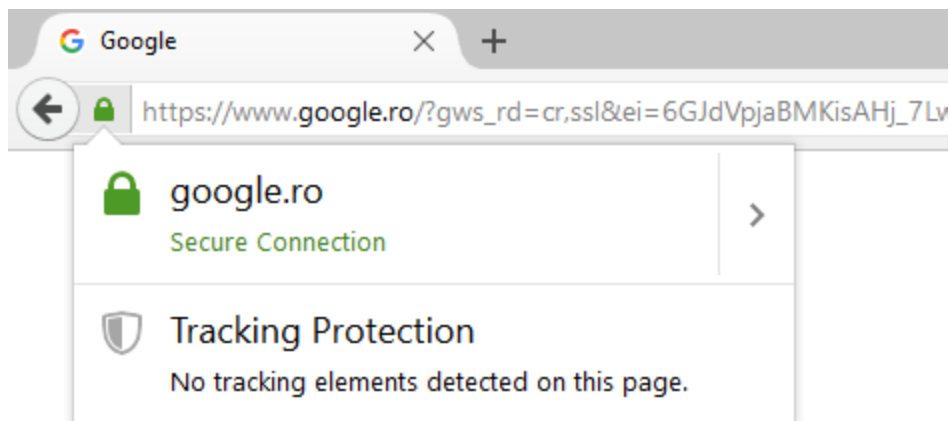 Google
https://www.google.ro/?gws_rd=cr,ssl&ei=6GJdVpjaBMKisAHj_7Lw
google.ro
Secure Connection
Tracking Protection
No tracking elements detected on this page.